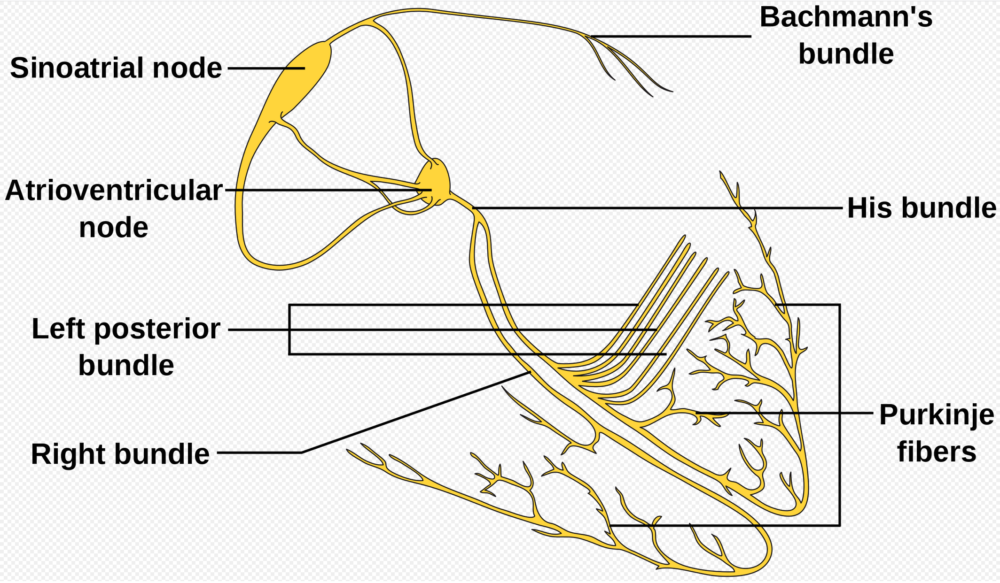 Bachmann's
bundle
Sinoatrial node
Atrioventricular
node
His bundle
Left posterior
bundle
Purkinje
fibers
Right bundle